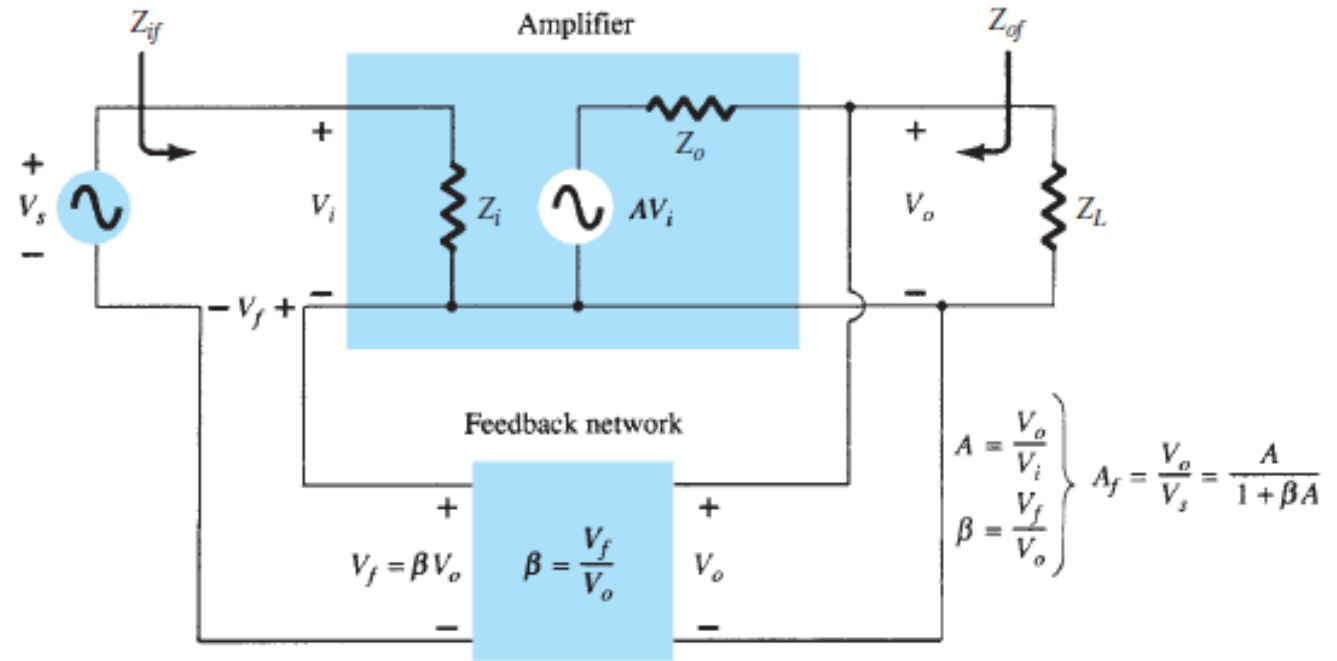 Z_if
Amplifier
Z_of
+
V_s
−
+
V_i
−
Z_i
AV_i
Z_o
+
V_o
−
Z_L
− V_f +
Feedback network
+
V_f = βV_o
−
β = V_f / V_o
+
V_o
−
A = V_o / V_i
β = V_f / V_o
A_f = V_o / V_s = A / (1 + βA)